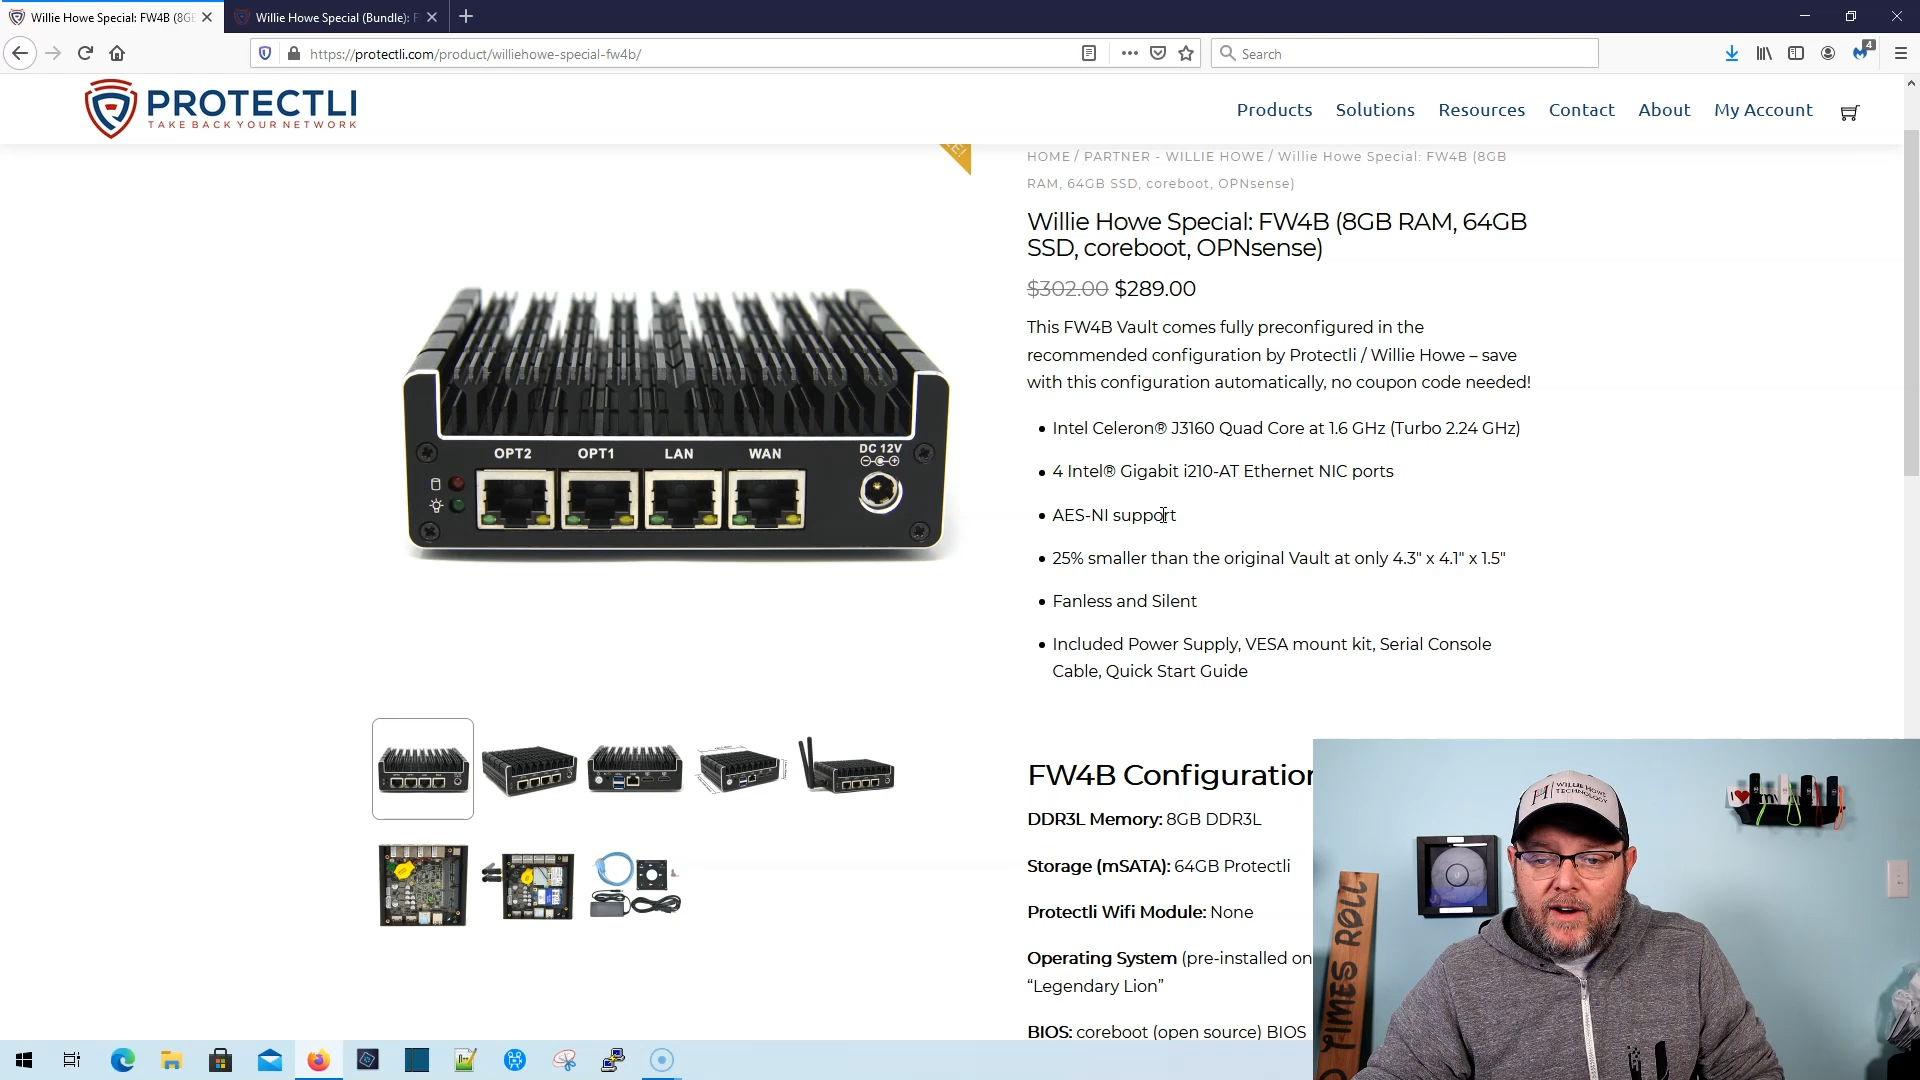 Willie Howe Special: FW4B (8GB
Willie Howe Special (Bundle): F
https://protectli.com/product/williehowe-special-fw4b/
Search
4
PROTECTLI
TAKE BACK YOUR NETWORK
Products
Solutions
Resources
Contact
About
My Account
HOME / PARTNER - WILLIE HOWE / Willie Howe Special: FW4B (8GB
RAM, 64GB SSD, coreboot, OPNsense)
Willie Howe Special: FW4B (8GB RAM, 64GB
SSD, coreboot, OPNsense)
$302.00 $289.00
This FW4B Vault comes fully preconfigured in the
recommended configuration by Protectli / Willie Howe – save
with this configuration automatically, no coupon code needed!
Intel Celeron® J3160 Quad Core at 1.6 GHz (Turbo 2.24 GHz)
4 Intel® Gigabit i210-AT Ethernet NIC ports
AES-NI support
25% smaller than the original Vault at only 4.3" x 4.1" x 1.5"
Fanless and Silent
Included Power Supply, VESA mount kit, Serial Console
Cable, Quick Start Guide
OPT2
OPT1
LAN
WAN
DC 12V
FW4B Configuration
DDR3L Memory: 8GB DDR3L
Storage (mSATA): 64GB Protectli
Protectli Wifi Module: None
Operating System (pre-installed on
“Legendary Lion”
BIOS: coreboot (open source) BIOS
WILLIE HOWE
TECHNOLOGY
TIMES ROLL